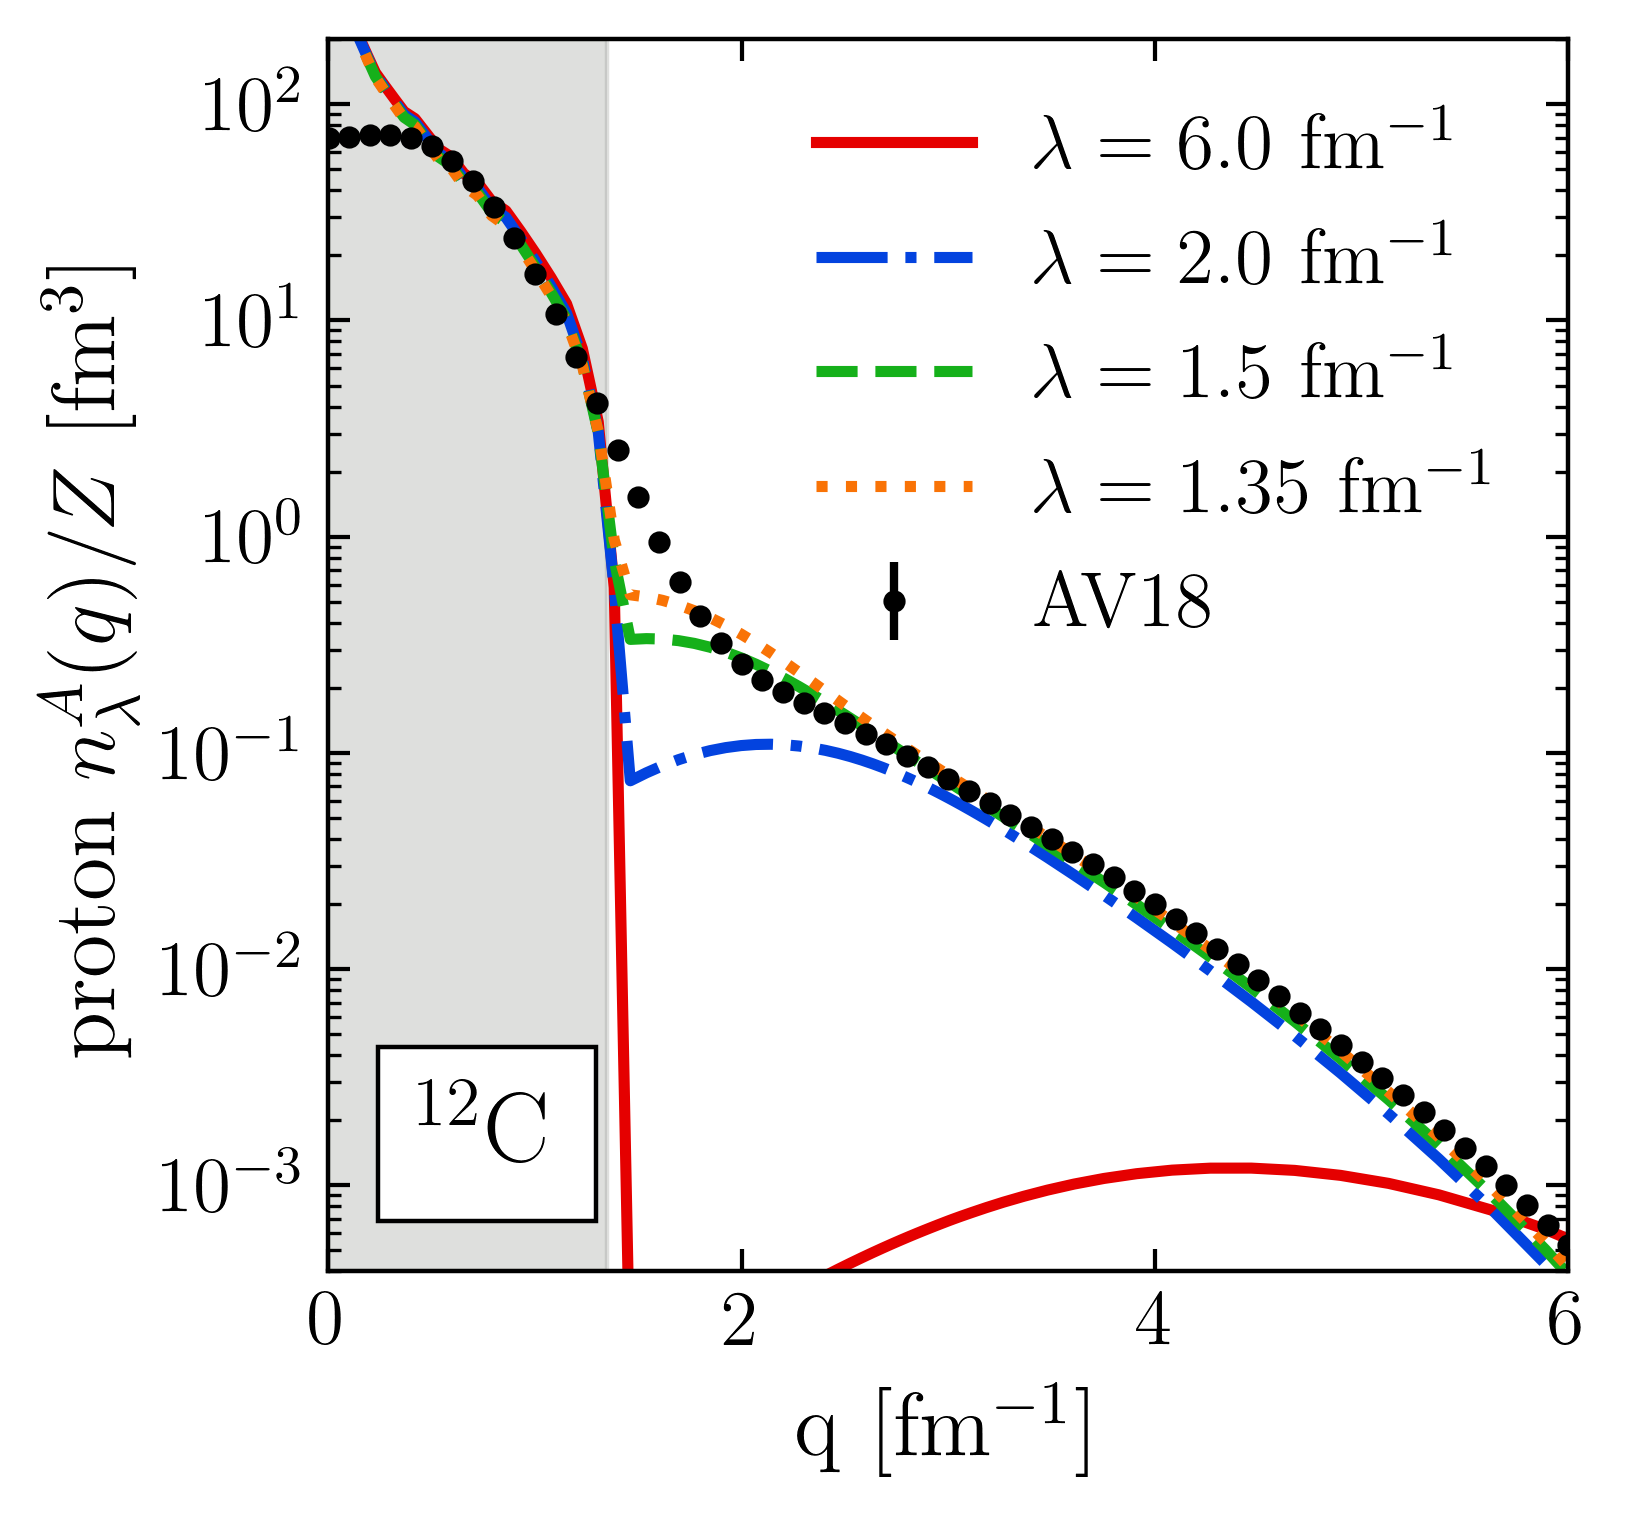 proton n_λ^A(q)/Z [fm³]
10²
10¹
10⁰
10⁻¹
10⁻²
10⁻³
λ = 6.0 fm⁻¹
λ = 2.0 fm⁻¹
λ = 1.5 fm⁻¹
λ = 1.35 fm⁻¹
AV18
¹²C
0 2 4 6
q [fm⁻¹]